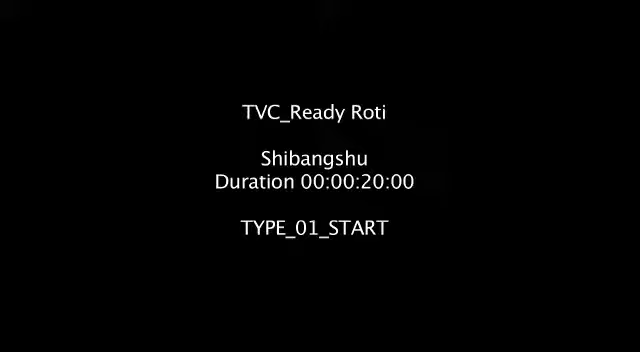 TVC_Ready Roti
Shibangshu
Duration 00:00:20:00
TYPE_01_START